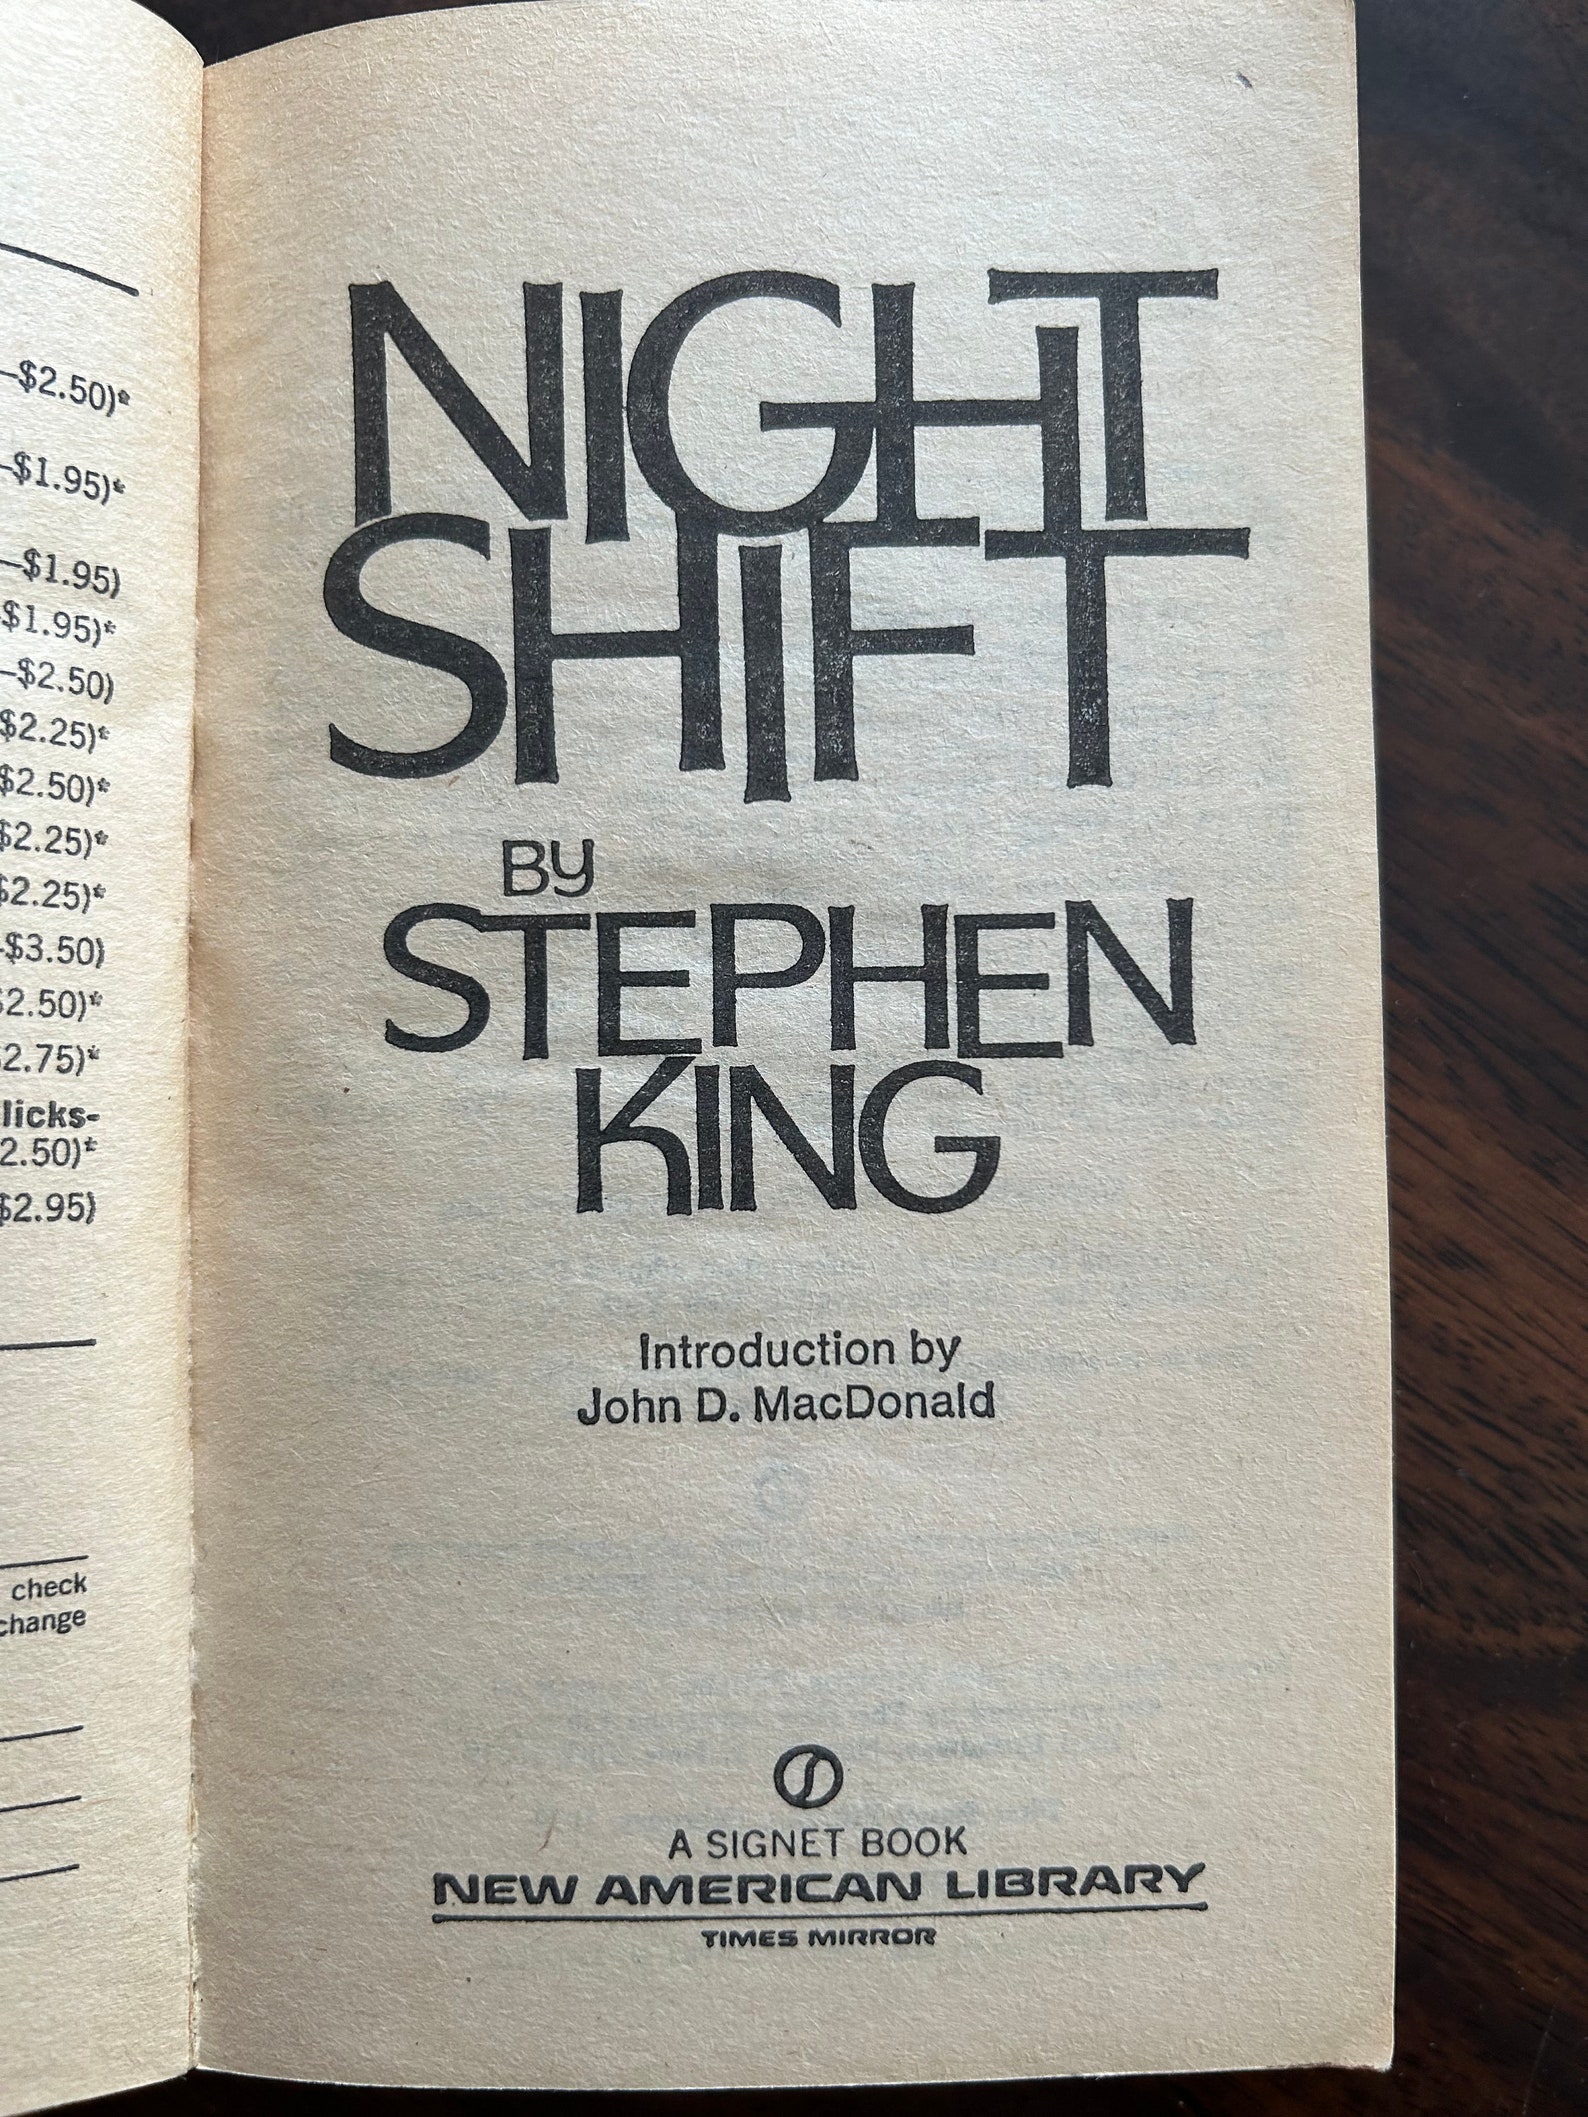 —$2.50)*
—$1.95)*
—$1.95)
$1.95)*
—$2.50)
$2.25)*
$2.50)*
$2.25)*
$2.25)*
-$3.50)
$2.50)*
2.75)*
licks-
2.50)*
$2.95)
check
change
NIGHT
SHIFT
BY
STEPHEN
KING
Introduction by
John D. MacDonald
A SIGNET BOOK
NEW AMERICAN LIBRARY
TIMES MIRROR